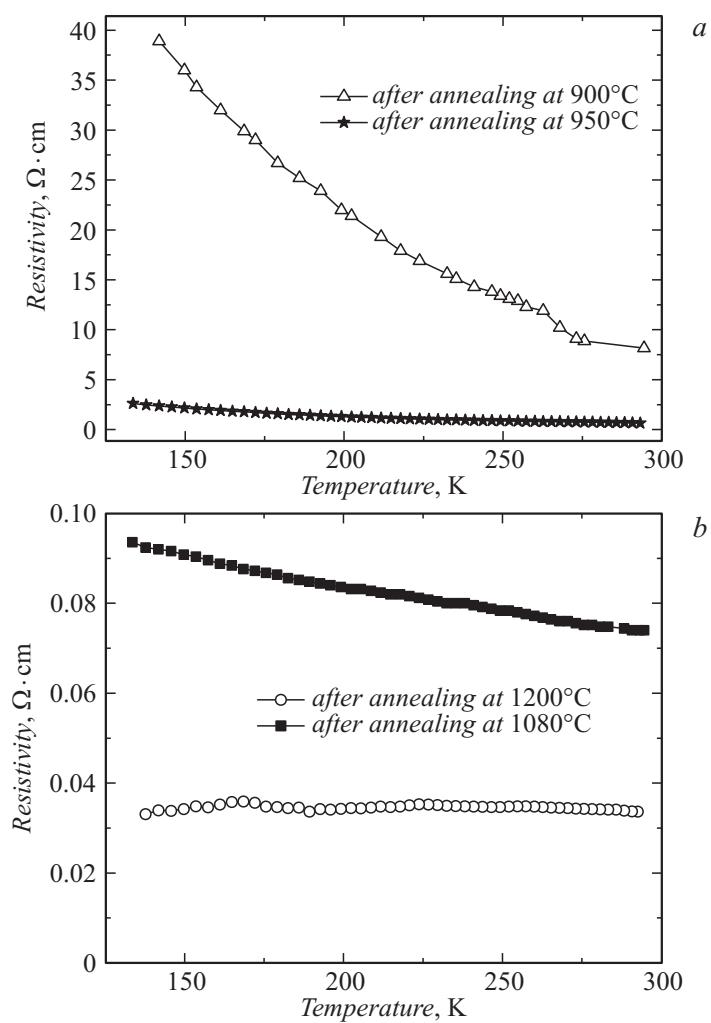 a
40
35
30
25
20
15
10
5
0
Resistivity, Ω·cm
after annealing at 900°C
after annealing at 950°C
150 200 250 300
Temperature, K
b
0.10
0.08
0.06
0.04
0.02
0
Resistivity, Ω·cm
after annealing at 1200°C
after annealing at 1080°C
150 200 250 300
Temperature, K